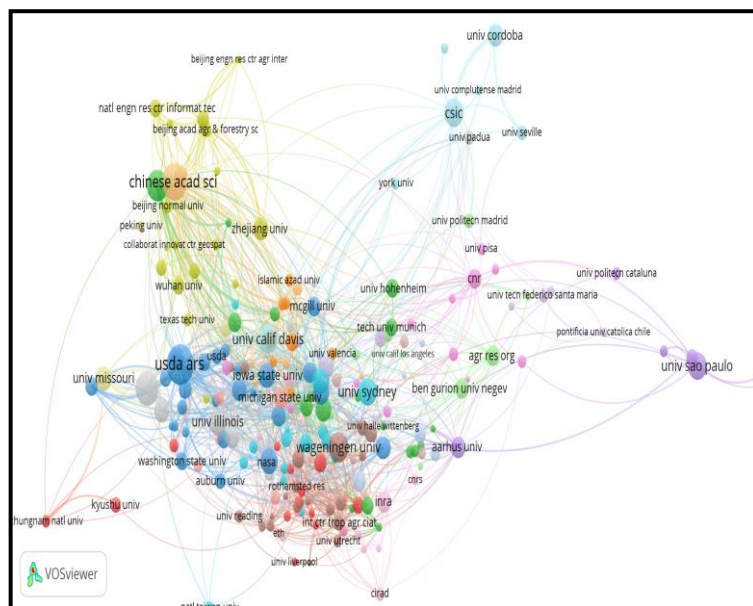 univ cordoba
beijing engn res ctr agr inter
univ complutense madrid
natl engn res ctr informat tec
csic
beijing acad agr & forestry sc
univ seville
univ padua
chinese acad sci
york univ
beijing normal univ
peking univ
zhejiang univ
univ politecn madrid
collaborat innovat ctr geospat
univ pisa
wuhan univ
islamic azad univ
cnr
univ politecn cataluna
univ hohenheim
univ tecn federico santa maria
mcgill univ
texas tech univ
tech univ munich
pontificia univ catolica chile
univ calif davis
usda ars
usda
univ valencia
univ calif los angeles
agr res org
univ sao paulo
univ missouri
iowa state univ
univ sydney
ben gurion univ negev
michigan state univ
univ illinois
univ halle wittenberg
wageningen univ
aarhus univ
washington state univ
nasa
cnrs
auburn univ
rothamsted res
kyushu univ
inra
chungnam natl univ
univ reading
int ctr trop agr ciat
eth
univ utrecht
univ liverpool
VOSviewer
cirad